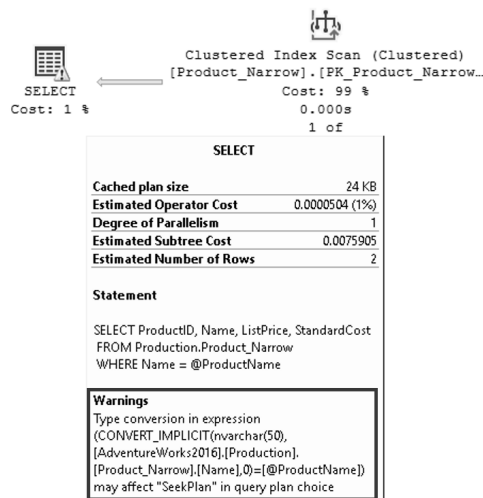 Clustered Index Scan (Clustered)
[Product_Narrow].[PK_Product_Narrow…
SELECT
Cost: 1 %
Cost: 99 %
0.000s
1 of
SELECT
Cached plan size 24 KB
Estimated Operator Cost 0.0000504 (1%)
Degree of Parallelism 1
Estimated Subtree Cost 0.0075905
Estimated Number of Rows 2
Statement
SELECT ProductID, Name, ListPrice, StandardCost
FROM Production.Product_Narrow
WHERE Name = @ProductName
Warnings
Type conversion in expression
(CONVERT_IMPLICIT(nvarchar(50),
[AdventureWorks2016].[Production].
[Product_Narrow].[Name],0)=[@ProductName])
may affect "SeekPlan" in query plan choice